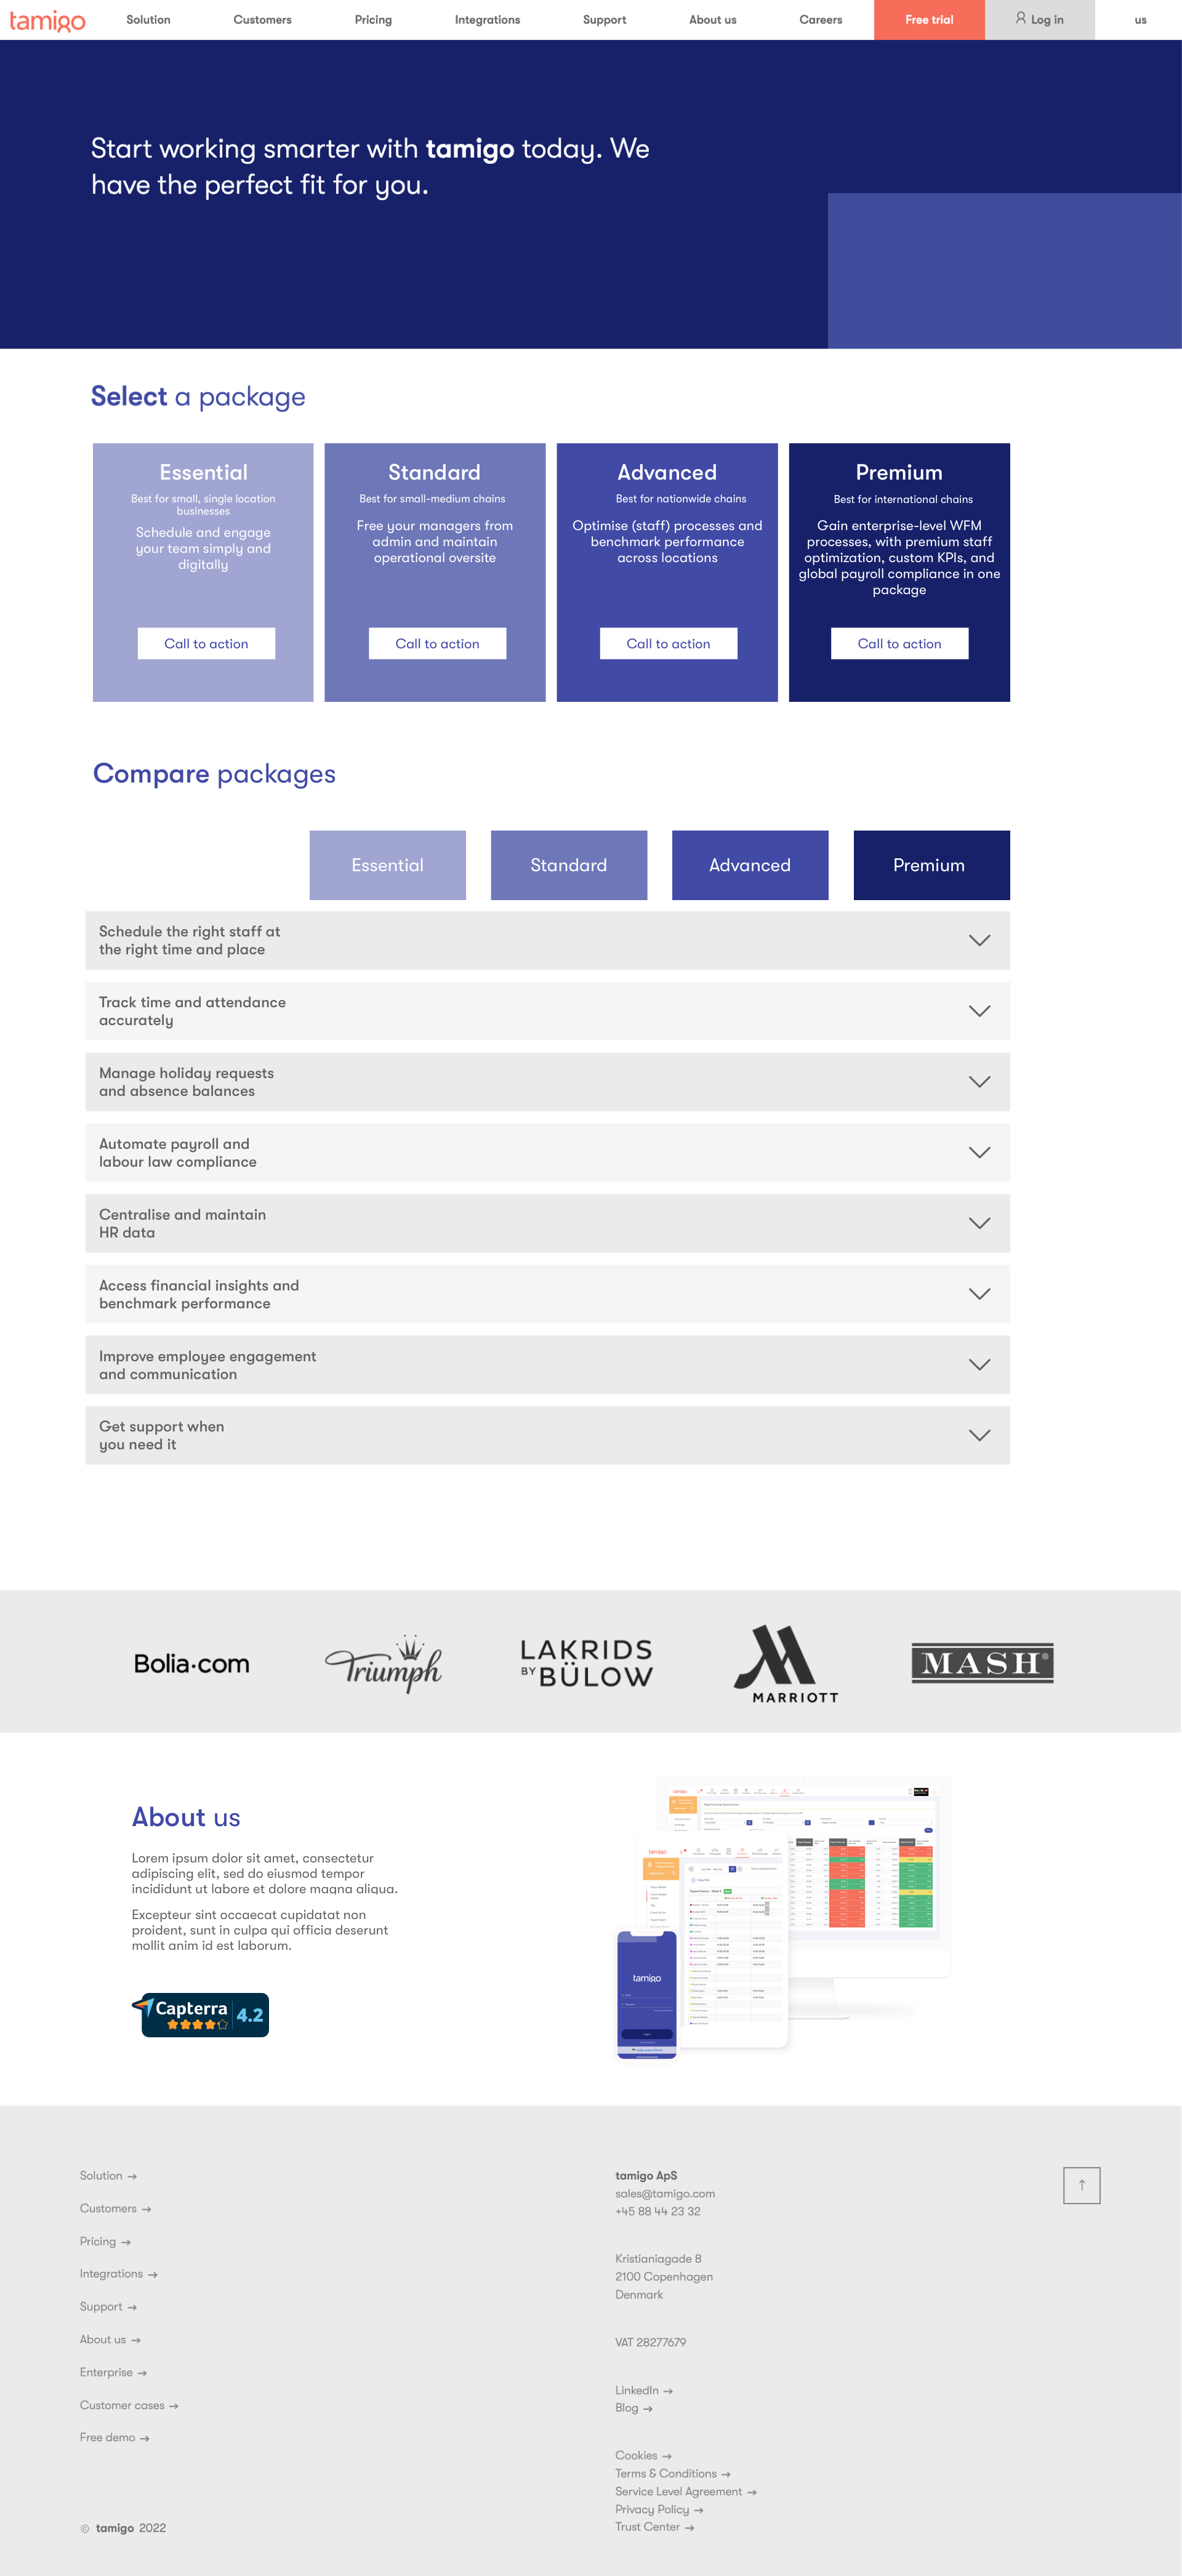 tamigo
Solution
Customers
Pricing
Integrations
Support
About us
Careers
Free trial
Log in
us
Start working smarter with tamigo today. We
have the perfect fit for you.
Select a package
Essential
Best for small, single location
businesses
Schedule and engage
your team simply and
digitally
Call to action
Standard
Best for small-medium chains
Free your managers from
admin and maintain
operational oversite
Call to action
Advanced
Best for nationwide chains
Optimise (staff) processes and
benchmark performance
across locations
Call to action
Premium
Best for international chains
Gain enterprise-level WFM
processes, with premium staff
optimization, custom KPIs, and
global payroll compliance in one
package
Call to action
Compare packages
Essential
Standard
Advanced
Premium
Schedule the right staff at
the right time and place
Track time and attendance
accurately
Manage holiday requests
and absence balances
Automate payroll and
labour law compliance
Centralise and maintain
HR data
Access financial insights and
benchmark performance
Improve employee engagement
and communication
Get support when
you need it
Bolia.com
Triumph
LAKRIDS
BY BÜLOW
MARRIOTT
MASH®
About us
Lorem ipsum dolor sit amet, consectetur
adipiscing elit, sed do eiusmod tempor
incididunt ut labore et dolore magna aliqua.
Excepteur sint occaecat cupidatat non
proident, sunt in culpa qui officia deserunt
mollit anim id est laborum.
Capterra 4.2
tamigo
tamigo
tamigo
Solution →
Customers →
Pricing →
Integrations →
Support →
About us →
Enterprise →
Customer cases →
Free demo →
© tamigo 2022
tamigo ApS
sales@tamigo.com
+45 88 44 23 32
Kristianiagade 8
2100 Copenhagen
Denmark
VAT 28277679
LinkedIn →
Blog →
Cookies →
Terms & Conditions →
Service Level Agreement →
Privacy Policy →
Trust Center →
↑